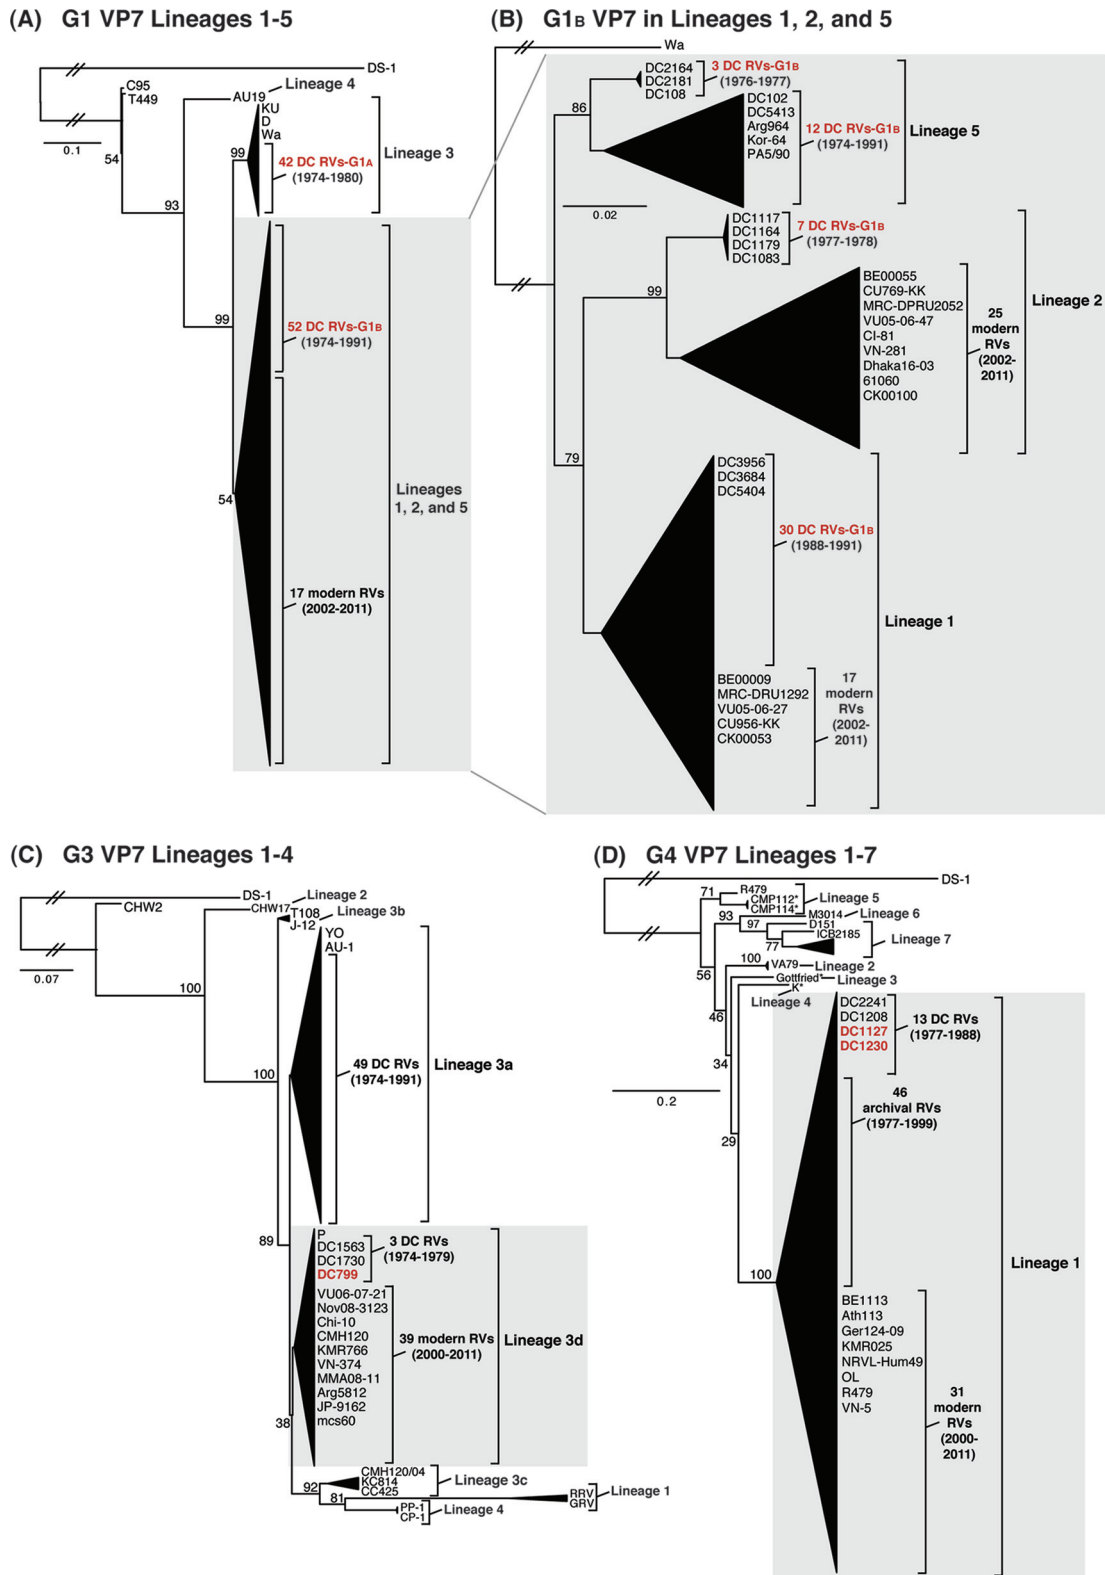 (A) G1 VP7 Lineages 1-5
DS-1
C95
T449
Lineage 4
AU19
KU
D
Wa
0.1
54
99
Lineage 3
42 DC RVs-G1A
(1974-1980)
93
99
52 DC RVs-G1B
(1974-1991)
54
Lineages
1, 2, and 5
17 modern RVs
(2002-2011)
(B) G1B VP7 in Lineages 1, 2, and 5
Wa
DC2164
DC2181
DC108
3 DC RVs-G1B
(1976-1977)
86
DC102
DC5413
Arg964
Kor-64
PA5/90
12 DC RVs-G1B
(1974-1991)
Lineage 5
0.02
DC1117
DC1164
DC1179
DC1083
7 DC RVs-G1B
(1977-1978)
99
BE00055
CU769-KK
MRC-DPRU2052
VU05-06-47
CI-81
VN-281
Dhaka16-03
61060
CK00100
25
modern
RVs
(2002-
2011)
Lineage 2
79
DC3956
DC3684
DC5404
30 DC RVs-G1B
(1988-1991)
Lineage 1
BE00009
MRC-DRU1292
VU05-06-27
CU956-KK
CK00053
17
modern
RVs
(2002-
2011)
(C) G3 VP7 Lineages 1-4
DS-1
Lineage 2
CHW2
CHW17
T108
J-12
Lineage 3b
YO
AU-1
0.07
100
100
49 DC RVs
(1974-1991)
Lineage 3a
89
P
DC1563
DC1730
DC799
3 DC RVs
(1974-1979)
VU06-07-21
Nov08-3123
Chi-10
CMH120
KMR766
VN-374
MMA08-11
Arg5812
JP-9162
mcs60
39 modern RVs
(2000-2011)
Lineage 3d
38
92
CMH120/04
KC814
CC425
Lineage 3c
81
RRV
GRV
Lineage 1
PP-1
CP-1
Lineage 4
(D) G4 VP7 Lineages 1-7
DS-1
71
R479
CMP112*
CMP114*
Lineage 5
93
M3014
Lineage 6
97
D151
ICB2185
77
Lineage 7
56
100
VA79
Lineage 2
Gottfried*
Lineage 3
K*
Lineage 4
46
34
0.2
29
DC2241
DC1208
DC1127
DC1230
13 DC RVs
(1977-1988)
46
archival RVs
(1977-1999)
100
Lineage 1
BE1113
Ath113
Ger124-09
KMR025
NRVL-Hum49
OL
R479
VN-5
31
modern
RVs
(2000-
2011)